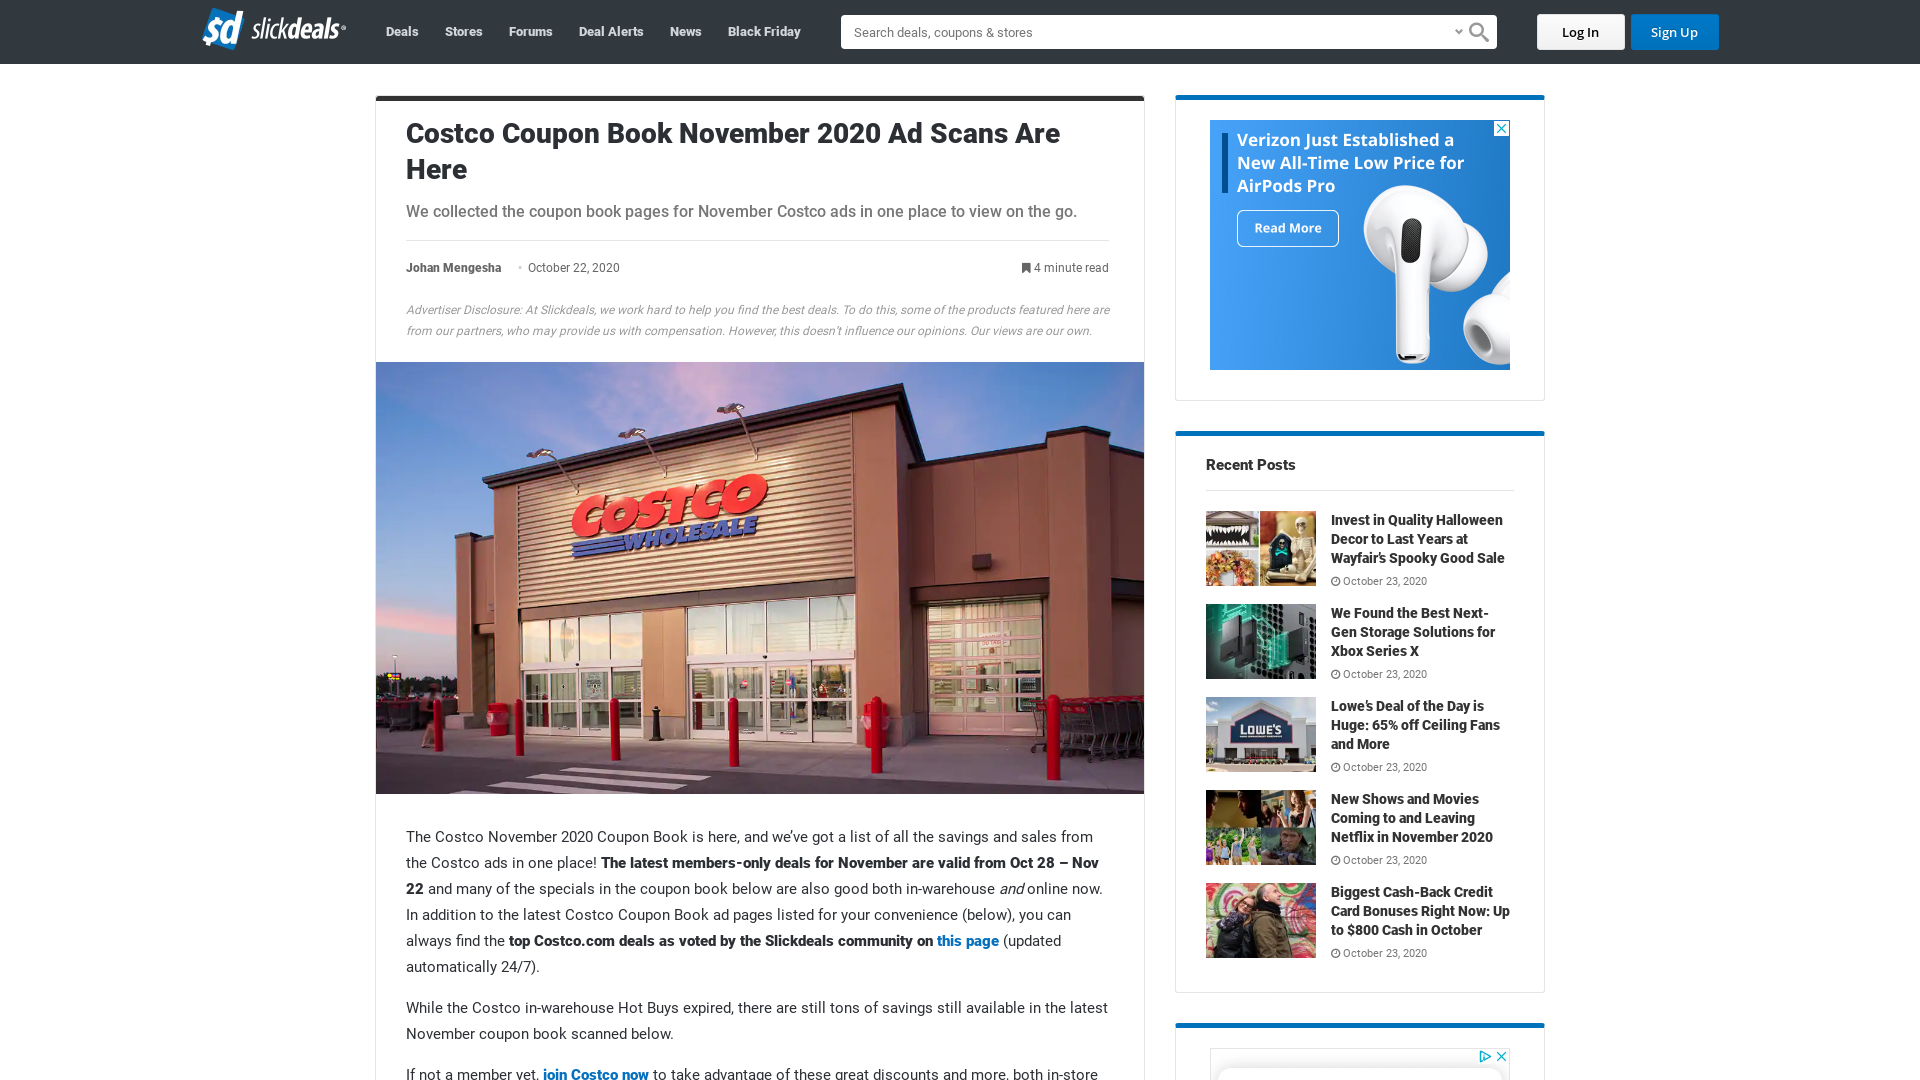 sd slickdeals
Deals
Stores
Forums
Deal Alerts
News
Black Friday
Search deals, coupons & stores
Log In
Sign Up
Costco Coupon Book November 2020 Ad Scans Are
Here
We collected the coupon book pages for November Costco ads in one place to view on the go.
Johan Mengesha • October 22, 2020
4 minute read
Advertiser Disclosure: At Slickdeals, we work hard to help you find the best deals. To do this, some of the products featured here are
from our partners, who may provide us with compensation. However, this doesn't influence our opinions. Our views are our own.
COSTCO
WHOLESALE
The Costco November 2020 Coupon Book is here, and we’ve got a list of all the savings and sales from
the Costco ads in one place! The latest members-only deals for November are valid from Oct 28 – Nov
22 and many of the specials in the coupon book below are also good both in-warehouse and online now.
In addition to the latest Costco Coupon Book ad pages listed for your convenience (below), you can
always find the top Costco.com deals as voted by the Slickdeals community on this page (updated
automatically 24/7).
While the Costco in-warehouse Hot Buys expired, there are still tons of savings still available in the latest
November coupon book scanned below.
If not a member yet, join Costco now to take advantage of these great discounts and more, both in-store
Verizon Just Established a
New All-Time Low Price for
AirPods Pro
Read More
Recent Posts
Invest in Quality Halloween
Decor to Last Years at
Wayfair’s Spooky Good Sale
October 23, 2020
We Found the Best Next-
Gen Storage Solutions for
Xbox Series X
October 23, 2020
LOWE'S
Lowe’s Deal of the Day is
Huge: 65% off Ceiling Fans
and More
October 23, 2020
New Shows and Movies
Coming to and Leaving
Netflix in November 2020
October 23, 2020
Biggest Cash-Back Credit
Card Bonuses Right Now: Up
to $800 Cash in October
October 23, 2020